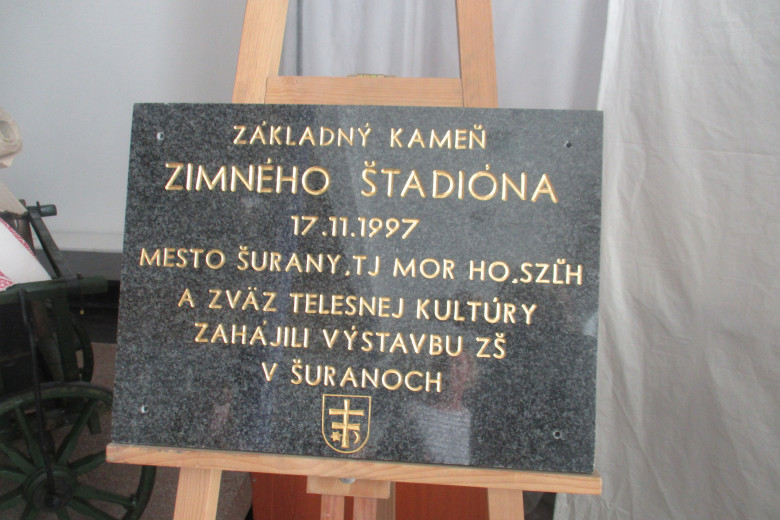 ZÁKLADNÝ KAMEŇ
ZIMNÉHO ŠTADIÓNA
17.11.1997
MESTO ŠURANY,TJ MOR HO,SZĽH
A ZVÄZ TELESNEJ KULTÚRY
ZAHÁJILI VÝSTAVBU ZŠ
V ŠURANOCH